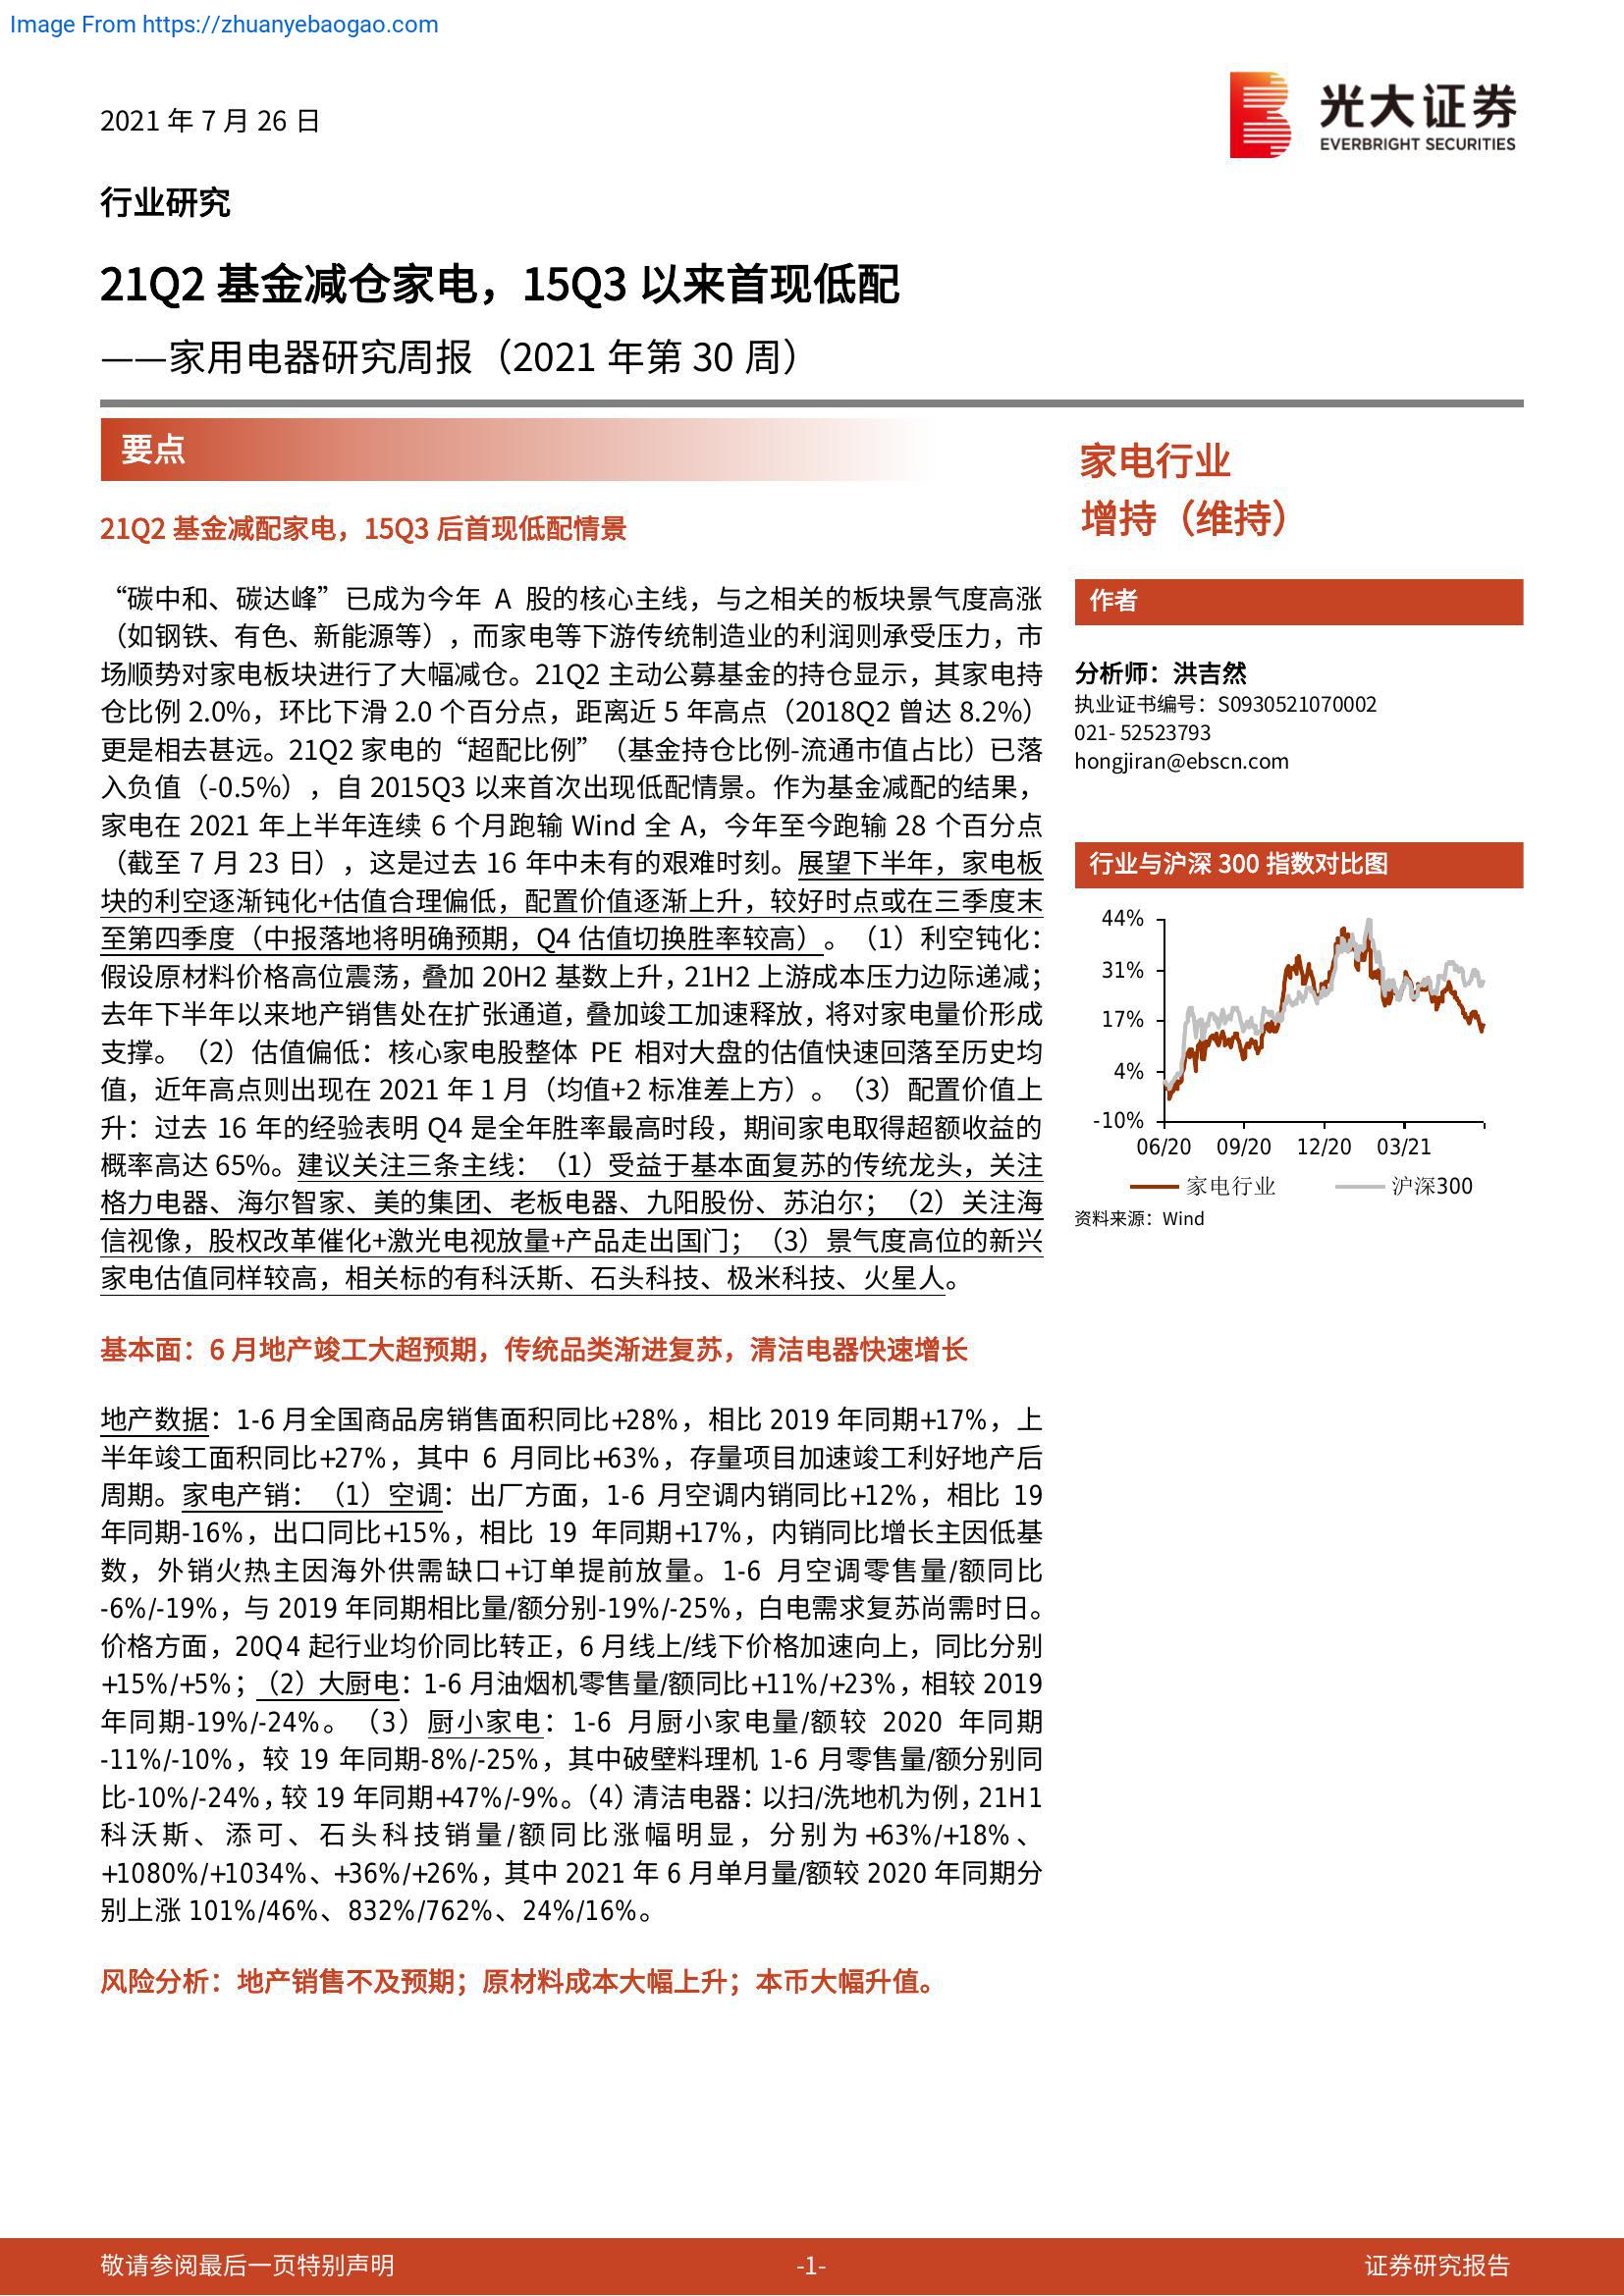 Image From https://zhuanyebaogao.com
2021 年 7 月 26 日
光大证券
EVERBRIGHT SECURITIES
行业研究
21Q2 基金减仓家电，15Q3 以来首现低配
——家用电器研究周报（2021 年第 30 周）
要点
21Q2 基金减配家电，15Q3 后首现低配情景
“碳中和、碳达峰”已成为今年 A 股的核心主线，与之相关的板块景气度高涨
（如钢铁、有色、新能源等），而家电等下游传统制造业的利润则承受压力，市
场顺势对家电板块进行了大幅减仓。21Q2 主动公募基金的持仓显示，其家电持
仓比例 2.0%，环比下滑 2.0 个百分点，距离近 5 年高点（2018Q2 曾达 8.2%）
更是相去甚远。21Q2 家电的“超配比例”（基金持仓比例-流通市值占比）已落
入负值（-0.5%），自 2015Q3 以来首次出现低配情景。作为基金减配的结果，
家电在 2021 年上半年连续 6 个月跑输 Wind 全 A，今年至今跑输 28 个百分点
（截至 7 月 23 日），这是过去 16 年中未有的艰难时刻。展望下半年，家电板
块的利空逐渐钝化+估值合理偏低，配置价值逐渐上升，较好时点或在三季度末
至第四季度（中报落地将明确预期，Q4 估值切换胜率较高）。（1）利空钝化：
假设原材料价格高位震荡，叠加 20H2 基数上升，21H2 上游成本压力边际递减；
去年下半年以来地产销售处在扩张通道，叠加竣工加速释放，将对家电量价形成
支撑。（2）估值偏低：核心家电股整体 PE 相对大盘的估值快速回落至历史均
值，近年高点则出现在 2021 年 1 月（均值+2 标准差上方）。（3）配置价值上
升：过去 16 年的经验表明 Q4 是全年胜率最高时段，期间家电取得超额收益的
概率高达 65%。建议关注三条主线：（1）受益于基本面复苏的传统龙头，关注
格力电器、海尔智家、美的集团、老板电器、九阳股份、苏泊尔；（2）关注海
信视像，股权改革催化+激光电视放量+产品走出国门；（3）景气度高位的新兴
家电估值同样较高，相关标的有科沃斯、石头科技、极米科技、火星人。
基本面：6 月地产竣工大超预期，传统品类渐进复苏，清洁电器快速增长
地产数据：1-6 月全国商品房销售面积同比+28%，相比 2019 年同期+17%，上
半年竣工面积同比+27%，其中 6 月同比+63%，存量项目加速竣工利好地产后
周期。家电产销：（1）空调：出厂方面，1-6 月空调内销同比+12%，相比 19
年同期-16%，出口同比+15%，相比 19 年同期+17%，内销同比增长主因低基
数，外销火热主因海外供需缺口+订单提前放量。1-6 月空调零售量/额同比
-6%/-19%，与 2019 年同期相比量/额分别-19%/-25%，白电需求复苏尚需时日。
价格方面，20Q4 起行业均价同比转正，6 月线上/线下价格加速向上，同比分别
+15%/+5%；（2）大厨电：1-6 月油烟机零售量/额同比+11%/+23%，相较 2019
年同期-19%/-24%。（3）厨小家电：1-6 月厨小家电量/额较 2020 年同期
-11%/-10%，较 19 年同期-8%/-25%，其中破壁料理机 1-6 月零售量/额分别同
比-10%/-24%，较 19 年同期+47%/-9%。（4）清洁电器：以扫/洗地机为例，21H1
科沃斯、添可、石头科技销量/额同比涨幅明显，分别为+63%/+18%、
+1080%/+1034%、+36%/+26%，其中 2021 年 6 月单月量/额较 2020 年同期分
别上涨 101%/46%、832%/762%、24%/16%。
风险分析：地产销售不及预期；原材料成本大幅上升；本币大幅升值。
家电行业
增持（维持）
作者
分析师：洪吉然
执业证书编号：S0930521070002
021- 52523793
hongjiran@ebscn.com
行业与沪深 300 指数对比图
44%
31%
17%
4%
-10%
06/20 09/20 12/20 03/21
家电行业 沪深300
资料来源：Wind
敬请参阅最后一页特别声明 -1- 证券研究报告